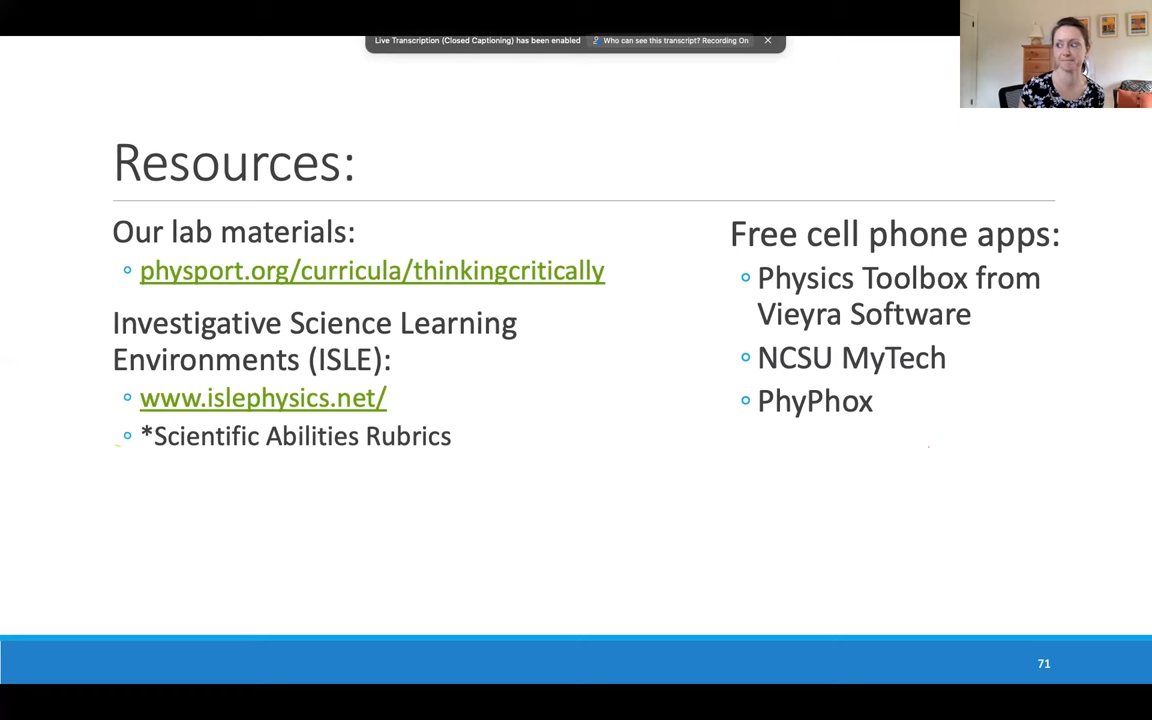 Live Transcription (Closed Captioning) has been enabled
Who can see this transcript? Recording On
Resources:
Our lab materials:
physport.org/curricula/thinkingcritically
Investigative Science Learning
Environments (ISLE):
www.islephysics.net/
*Scientific Abilities Rubrics
Free cell phone apps:
Physics Toolbox from
Vieyra Software
NCSU MyTech
PhyPhox
71